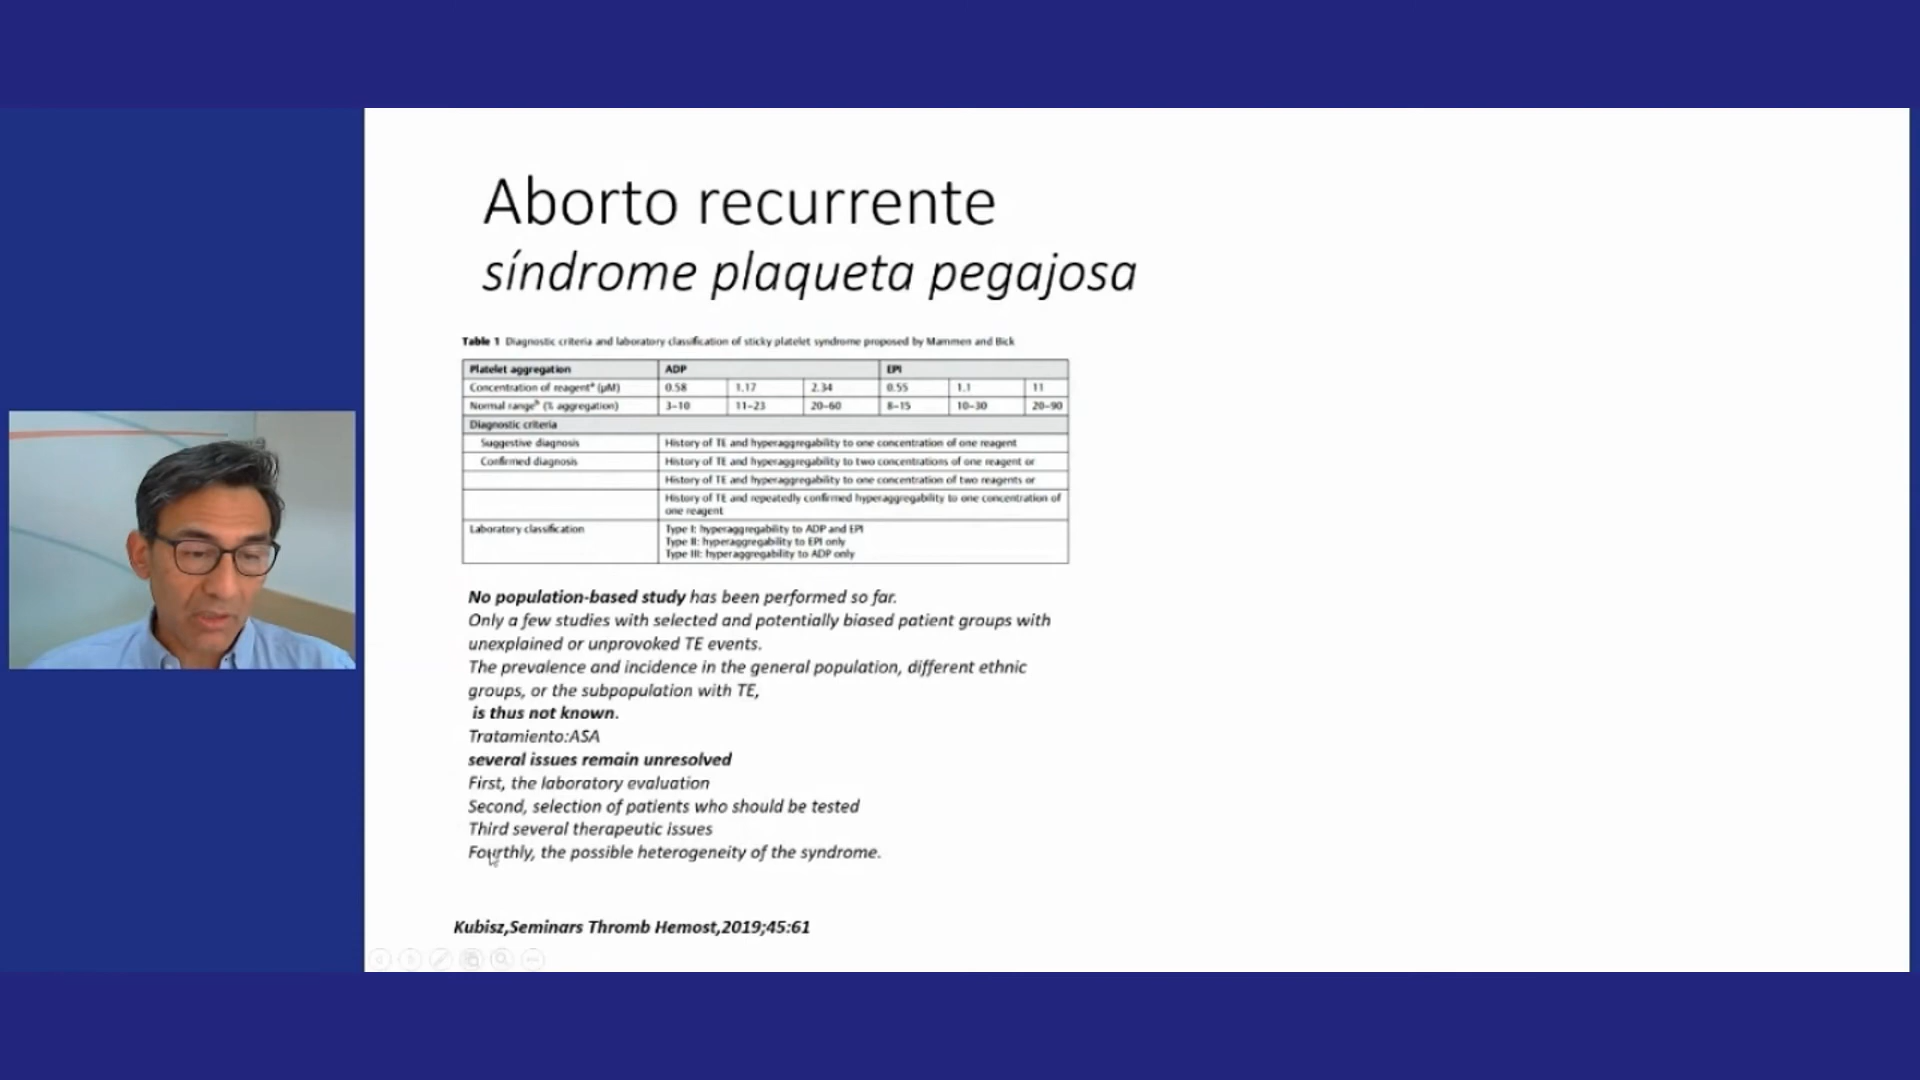 Aborto recurrente
síndrome plaqueta pegajosa
Table 1 Diagnostic criteria and laboratory classification of sticky platelet syndrome proposed by Mammen and Bick
Platelet aggregation ADP EPI
Concentration of reagentᵃ (μM) 0.58 1.17 2.34 0.55 1.1 11
Normal rangeᵇ (% aggregation) 3–10 11–23 20–60 8–15 10–30 20–90
Diagnostic criteria
Suggestive diagnosis History of TE and hyperaggregability to one concentration of one reagent
Confirmed diagnosis History of TE and hyperaggregability to two concentrations of one reagent or
History of TE and hyperaggregability to one concentration of two reagents or
History of TE and repeatedly confirmed hyperaggregability to one concentration of
one reagent
Laboratory classification Type I: hyperaggregability to ADP and EPI
Type II: hyperaggregability to EPI only
Type III: hyperaggregability to ADP only
No population-based study has been performed so far.
Only a few studies with selected and potentially biased patient groups with
unexplained or unprovoked TE events.
The prevalence and incidence in the general population, different ethnic
groups, or the subpopulation with TE,
is thus not known.
Tratamiento:ASA
several issues remain unresolved
First, the laboratory evaluation
Second, selection of patients who should be tested
Third several therapeutic issues
Fourthly, the possible heterogeneity of the syndrome.
Kubisz,Seminars Thromb Hemost,2019;45:61